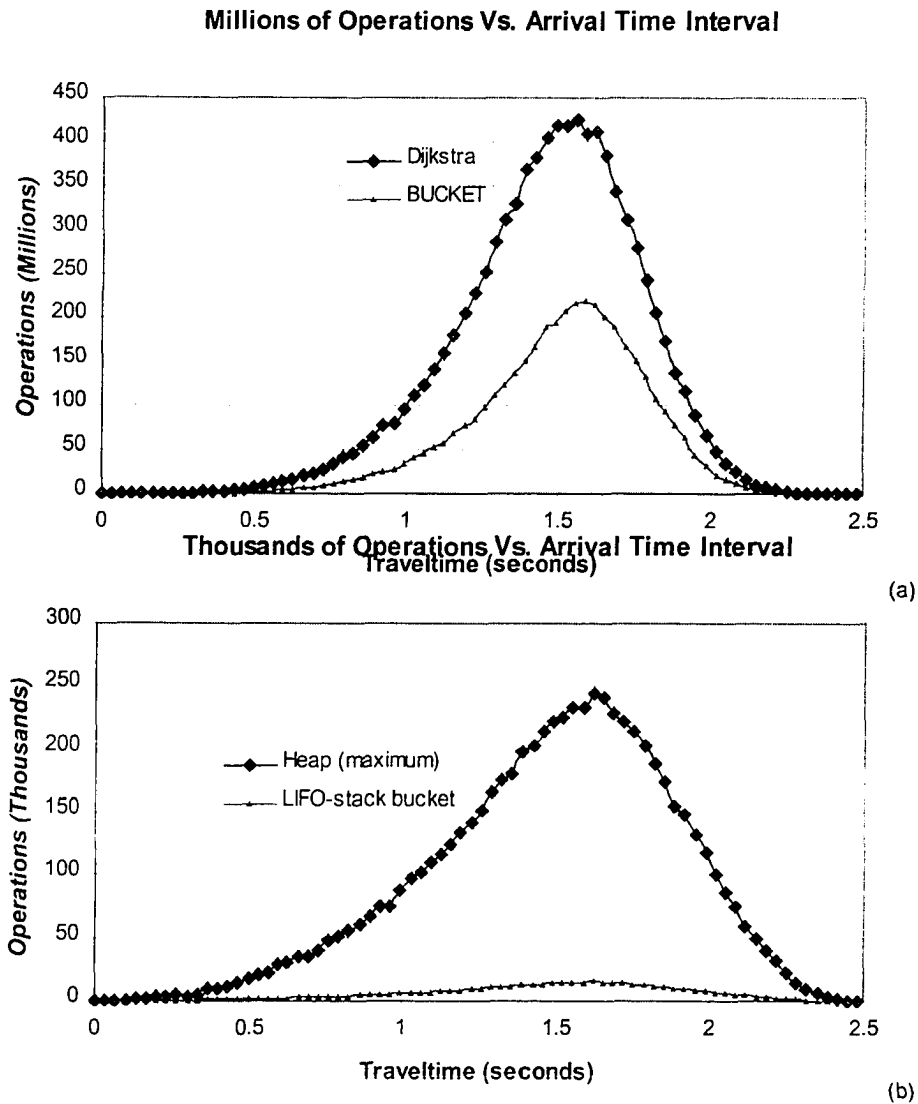 Millions of Operations Vs. Arrival Time Interval
450
400
350
300
250
200
150
100
50
0
Operations (Millions)
Dijkstra
BUCKET
0 0.5 1 1.5 2 2.5
Thousands of Operations Vs. Arrival Time Interval
Traveltime (seconds)
(a)
300
250
200
150
100
50
0
Operations (Thousands)
Heap (maximum)
LIFO-stack bucket
0 0.5 1 1.5 2 2.5
Traveltime (seconds)
(b)